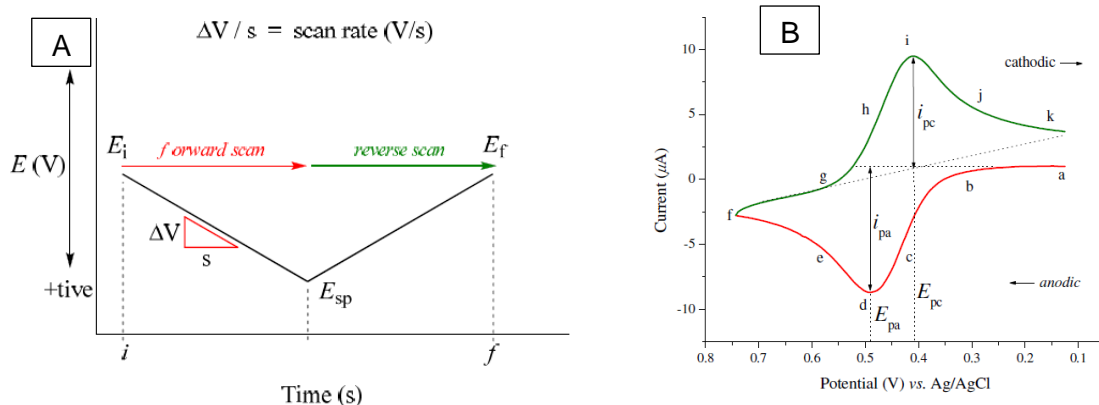 A
ΔV / s = scan rate (V/s)
E (V)
+tive
Ei
forward scan
reverse scan
Ef
ΔV
s
Esp
i
f
Time (s)
B
10
5
0
-5
-10
Current (μA)
i
cathodic
h
j
k
ipc
g
a
b
f
ipa
e
c
anodic
d
Epa
Epc
0.8 0.7 0.6 0.5 0.4 0.3 0.2 0.1
Potential (V) vs. Ag/AgCl